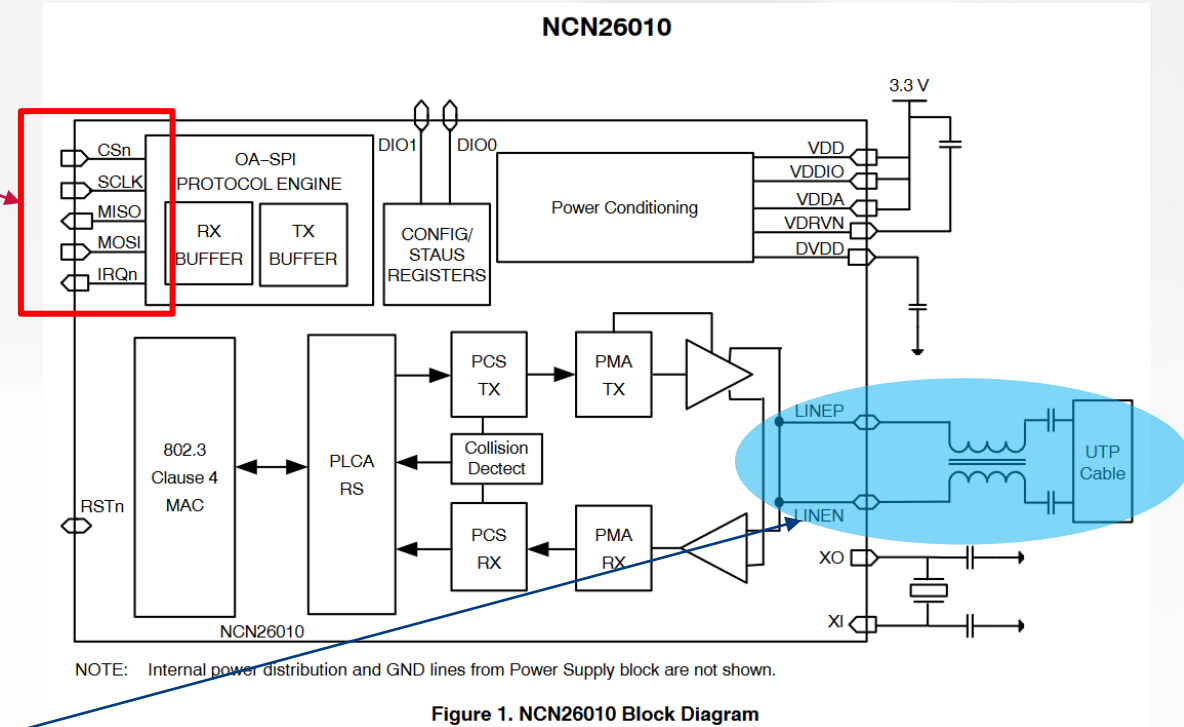 NCN26010
3.3 V
CSn
SCLK
MISO
MOSI
IRQn
OA-SPI
PROTOCOL ENGINE
RX
BUFFER
TX
BUFFER
DIO1
DIO0
CONFIG/
STAUS
REGISTERS
Power Conditioning
VDD
VDDIO
VDDA
VDRVN
DVDD
802.3
Clause 4
MAC
PLCA
RS
PCS
TX
PMA
TX
Collision
Dectect
PCS
RX
PMA
RX
LINEP
LINEN
UTP
Cable
RSTn
XO
XI
NCN26010
NOTE: Internal power distribution and GND lines from Power Supply block are not shown.
Figure 1. NCN26010 Block Diagram